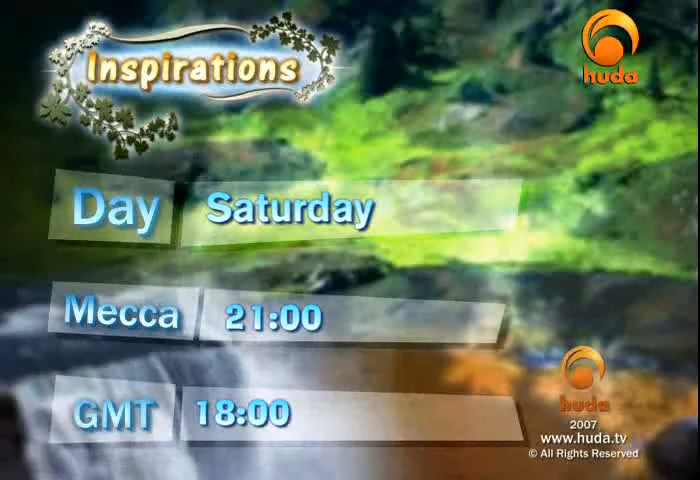 Inspirations
huda
Day Saturday
Mecca 21:00
GMT 18:00
huda
2007
www.huda.tv
© All Rights Reserved